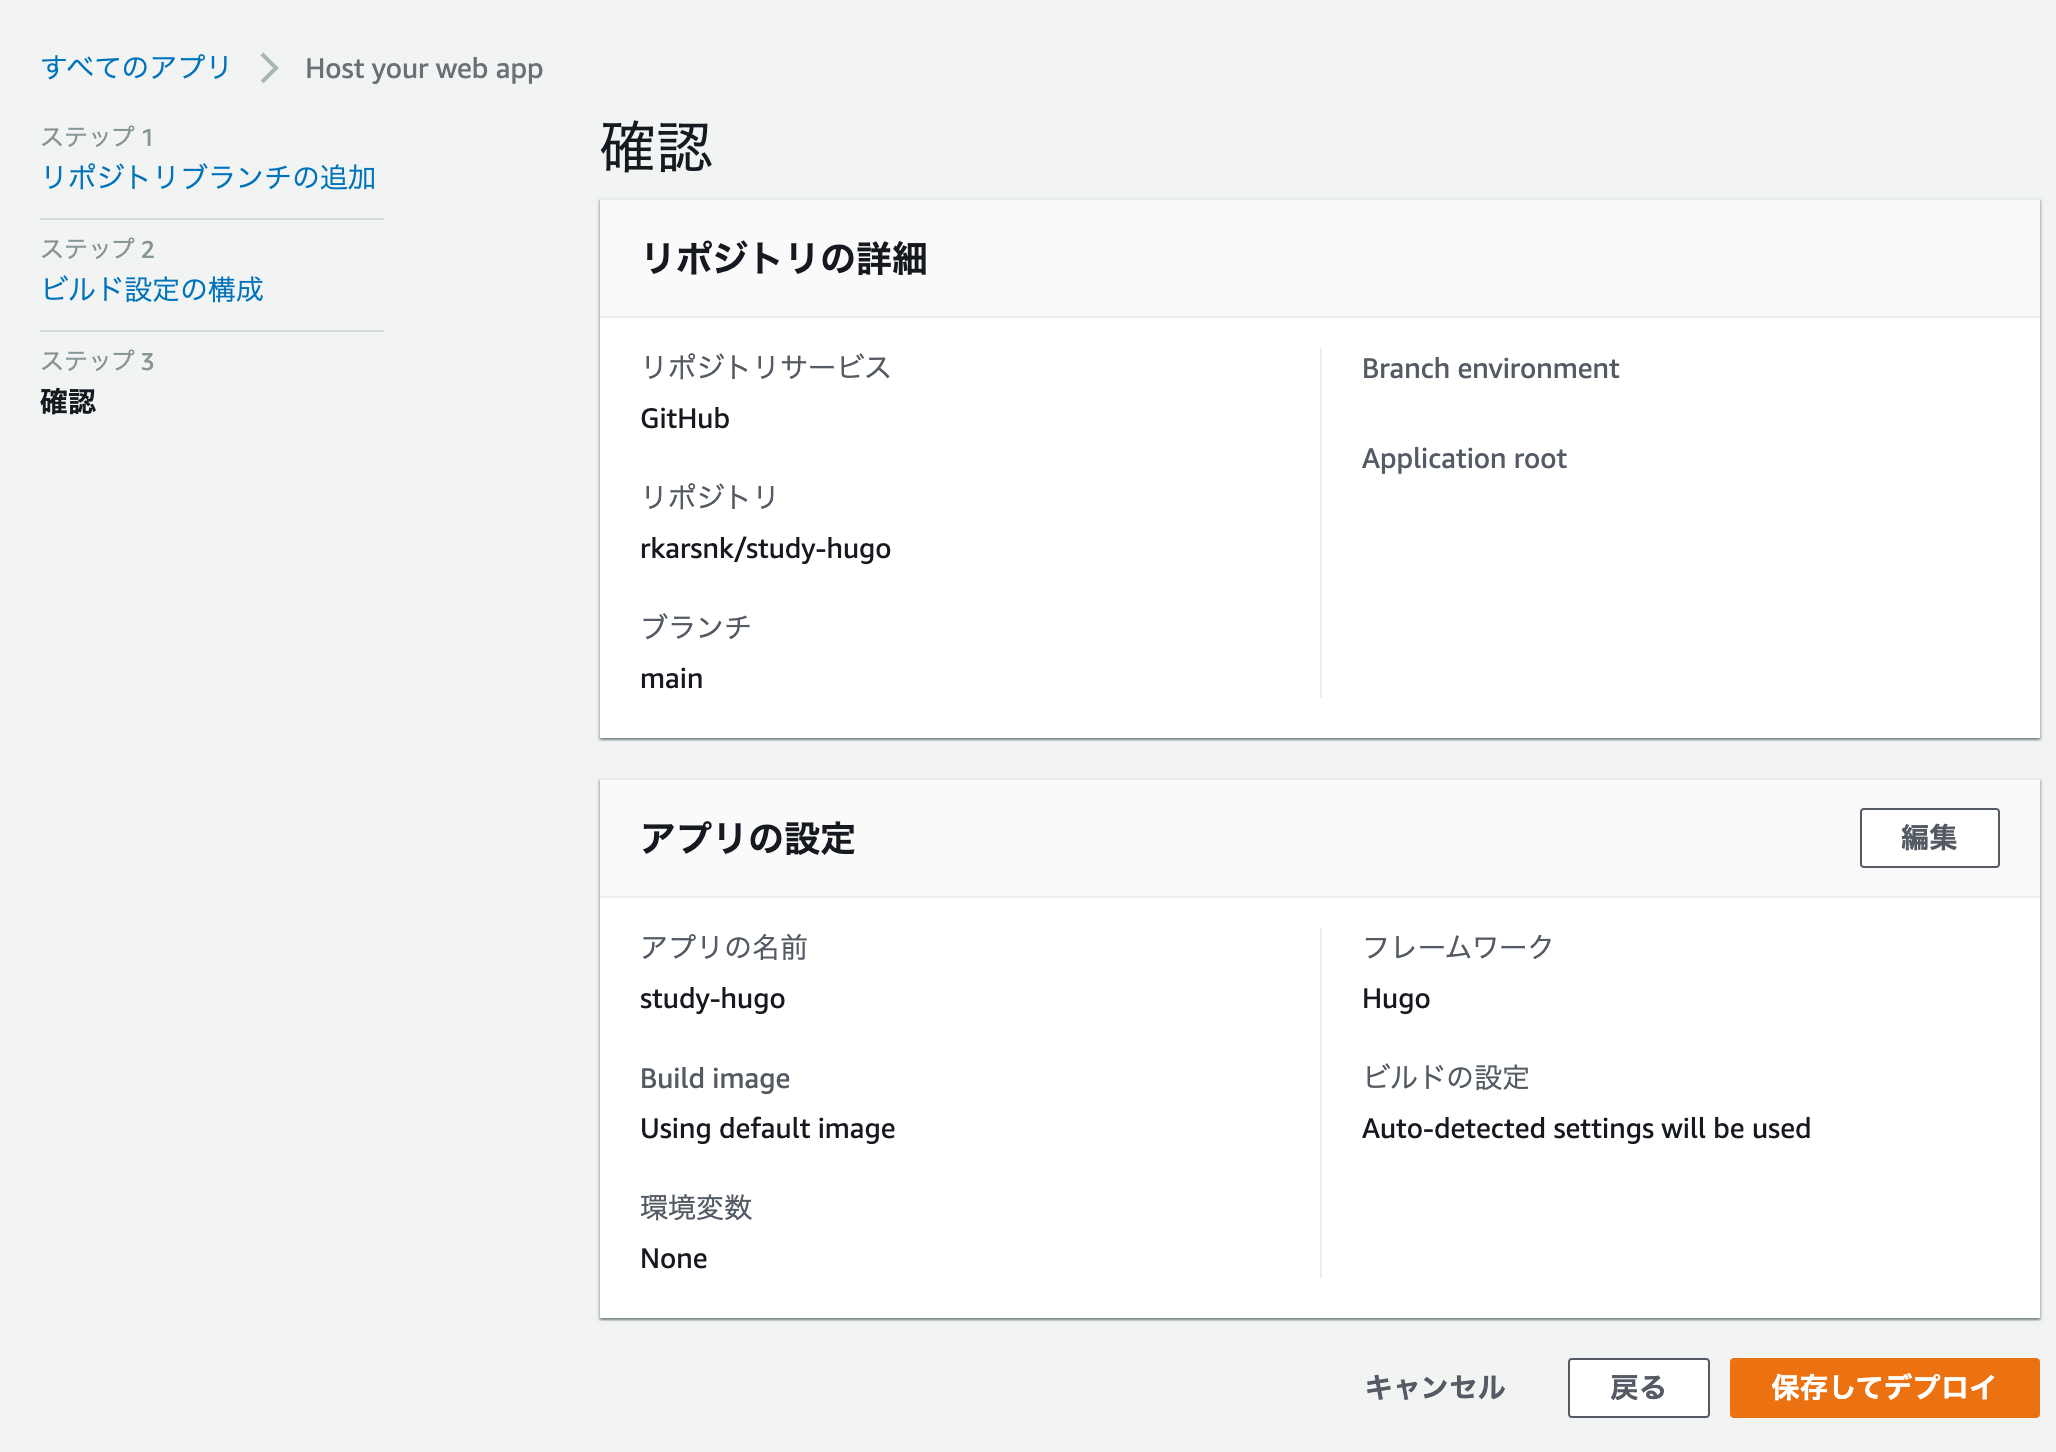 すべてのアプリ
Host your web app
ステップ 1
リポジトリブランチの追加
ステップ 2
ビルド設定の構成
ステップ 3
確認
確認
リポジトリの詳細
リポジトリサービス
GitHub
リポジトリ
rkarsnk/study-hugo
ブランチ
main
Branch environment
Application root
アプリの設定
編集
アプリの名前
study-hugo
Build image
Using default image
環境変数
None
フレームワーク
Hugo
ビルドの設定
Auto-detected settings will be used
キャンセル
戻る
保存してデプロイ